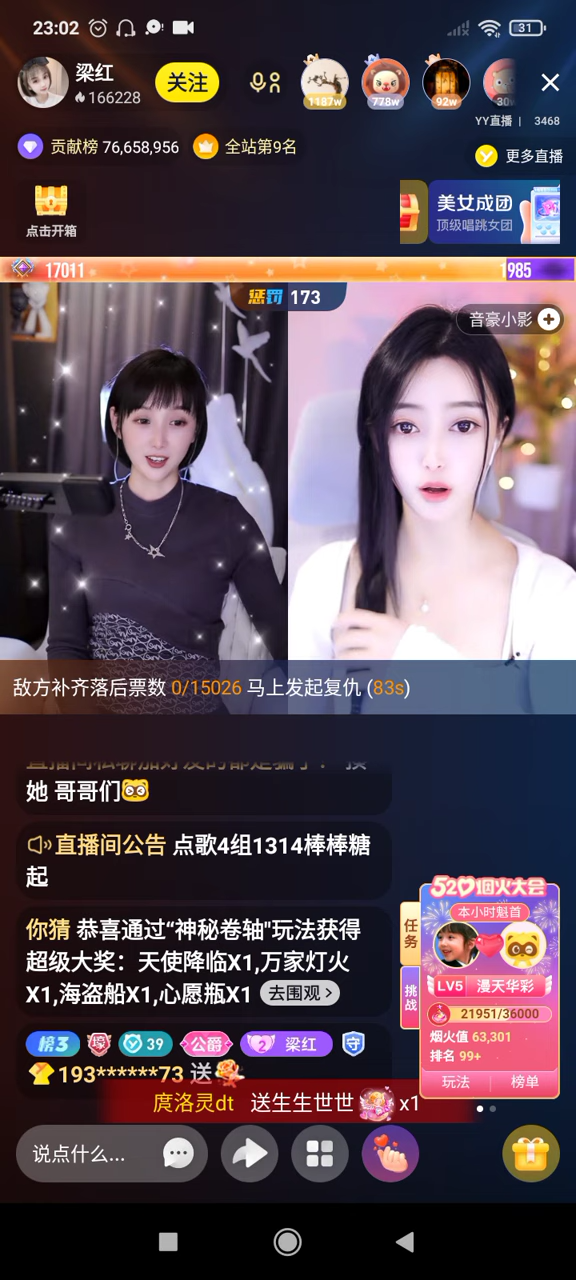 23:02
31
梁红
166228
关注
1187w
778w
92w
30
YY直播 | 3468
贡献榜 76,658,956
全站第9名
更多直播
点击开箱
美女成团
顶级唱跳女团
17011
1985
惩罚 173
音豪小影
敌方补齐落后票数 0/15026 马上发起复仇 (83s)
她 哥哥们
直播间公告 点歌4组1314棒棒糖
起
你猜 恭喜通过“神秘卷轴"玩法获得
超级大奖：天使降临X1,万家灯火
X1,海盗船X1,心愿瓶X1 去围观 >
榜3
39
公爵
2 梁红
守
193******73 送
庹洛灵dt 送生生世世 x1
520烟火大会
本小时魁首
任务
挑战
LV5 漫天华彩
21951/36000
烟火值 63,301
排名 99+
玩法
榜单
说点什么...